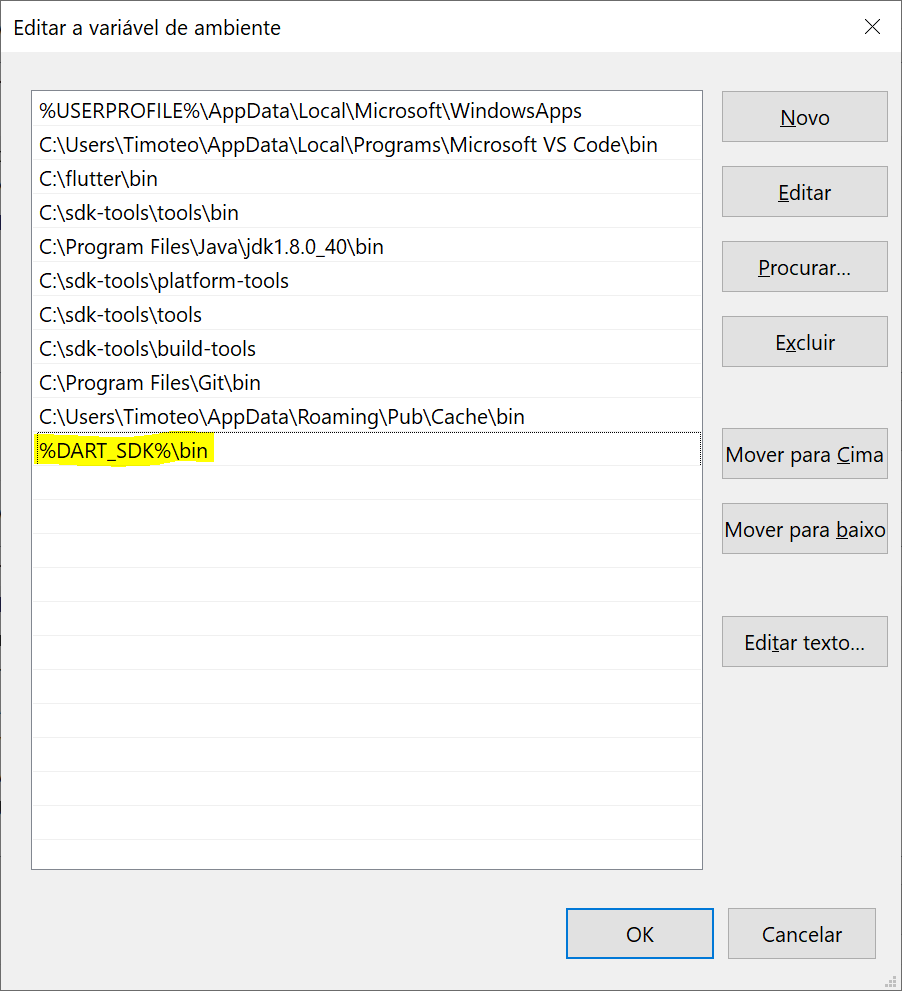 Editar a variável de ambiente
%USERPROFILE%\AppData\Local\Microsoft\WindowsApps
C:\Users\Timoteo\AppData\Local\Programs\Microsoft VS Code\bin
C:\flutter\bin
C:\sdk-tools\tools\bin
C:\Program Files\Java\jdk1.8.0_40\bin
C:\sdk-tools\platform-tools
C:\sdk-tools\tools
C:\sdk-tools\build-tools
C:\Program Files\Git\bin
C:\Users\Timoteo\AppData\Roaming\Pub\Cache\bin
%DART_SDK%\bin
Novo
Editar
Procurar...
Excluir
Mover para Cima
Mover para baixo
Editar texto...
OK
Cancelar